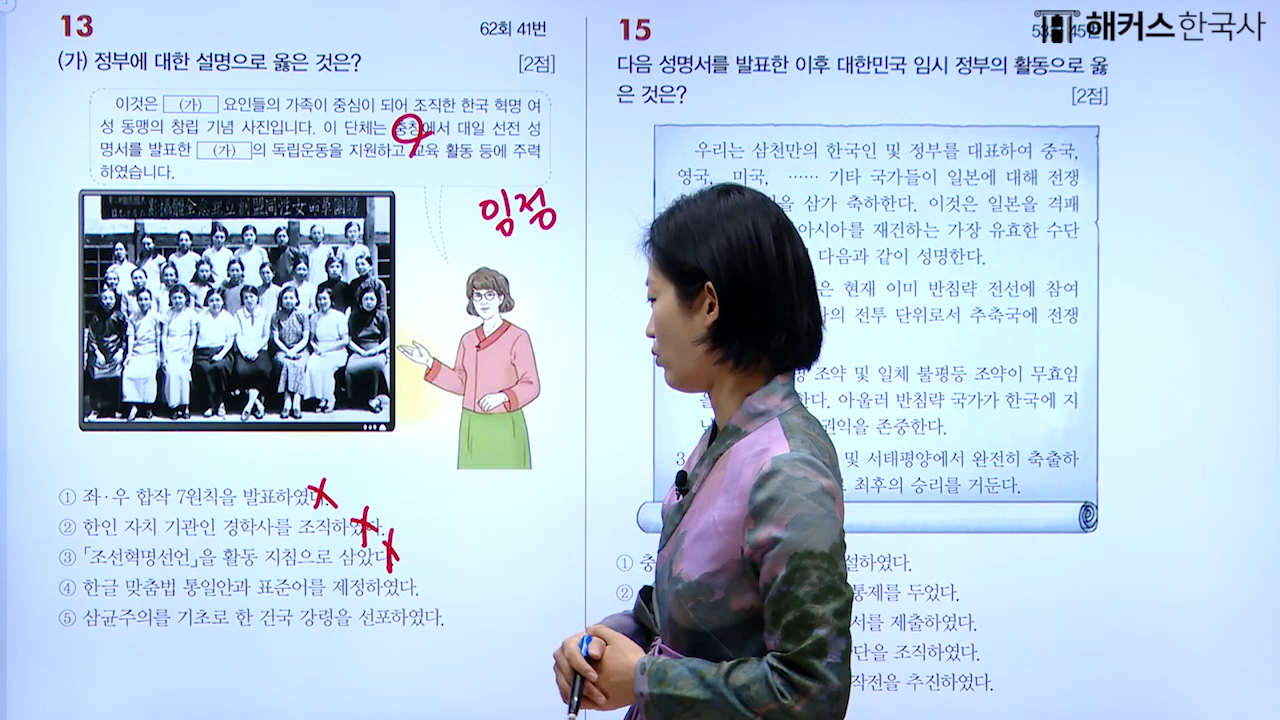 해커스한국사
13
62회 41번
(가) 정부에 대한 설명으로 옳은 것은?
[2점]
이것은 (가) 요인들의 가족이 중심이 되어 조직한 한국 혁명 여
성 동맹의 창립 기념 사진입니다. 이 단체는 충칭에서 대일 선전 성
명서를 발표한 (가) 의 독립운동을 지원하고 교육 활동 등에 주력
하였습니다.
임정
① 좌·우 합작 7원칙을 발표하였다.
② 한인 자치 기관인 경학사를 조직하였다.
③ 「조선혁명선언」을 활동 지침으로 삼았다
④ 한글 맞춤법 통일안과 표준어를 제정하였다.
⑤ 삼균주의를 기초로 한 건국 강령을 선포하였다.
15
다음 성명서를 발표한 이후 대한민국 임시 정부의 활동으로 옳
은 것은?
[2점]
우리는 삼천만의 한국인 및 정부를 대표하여 중국,
영국, 미국, …… 기타 국가들이 일본에 대해 전쟁
을 삼가 축하한다. 이것은 일본을 격패
아시아를 재건하는 가장 유효한 수단
다음과 같이 성명한다.
현재 이미 반침략 전선에 참여
의 전투 단위로서 추축국에 전쟁
조약 및 일체 불평등 조약이 무효임
한다. 아울러 반침략 국가가 한국에 지
권익을 존중한다.
3 및 서태평양에서 완전히 축출하
최후의 승리를 거둔다.
① 충 설하였다.
② 통제를 두었다.
서를 제출하였다.
단을 조직하였다.
작전을 추진하였다.